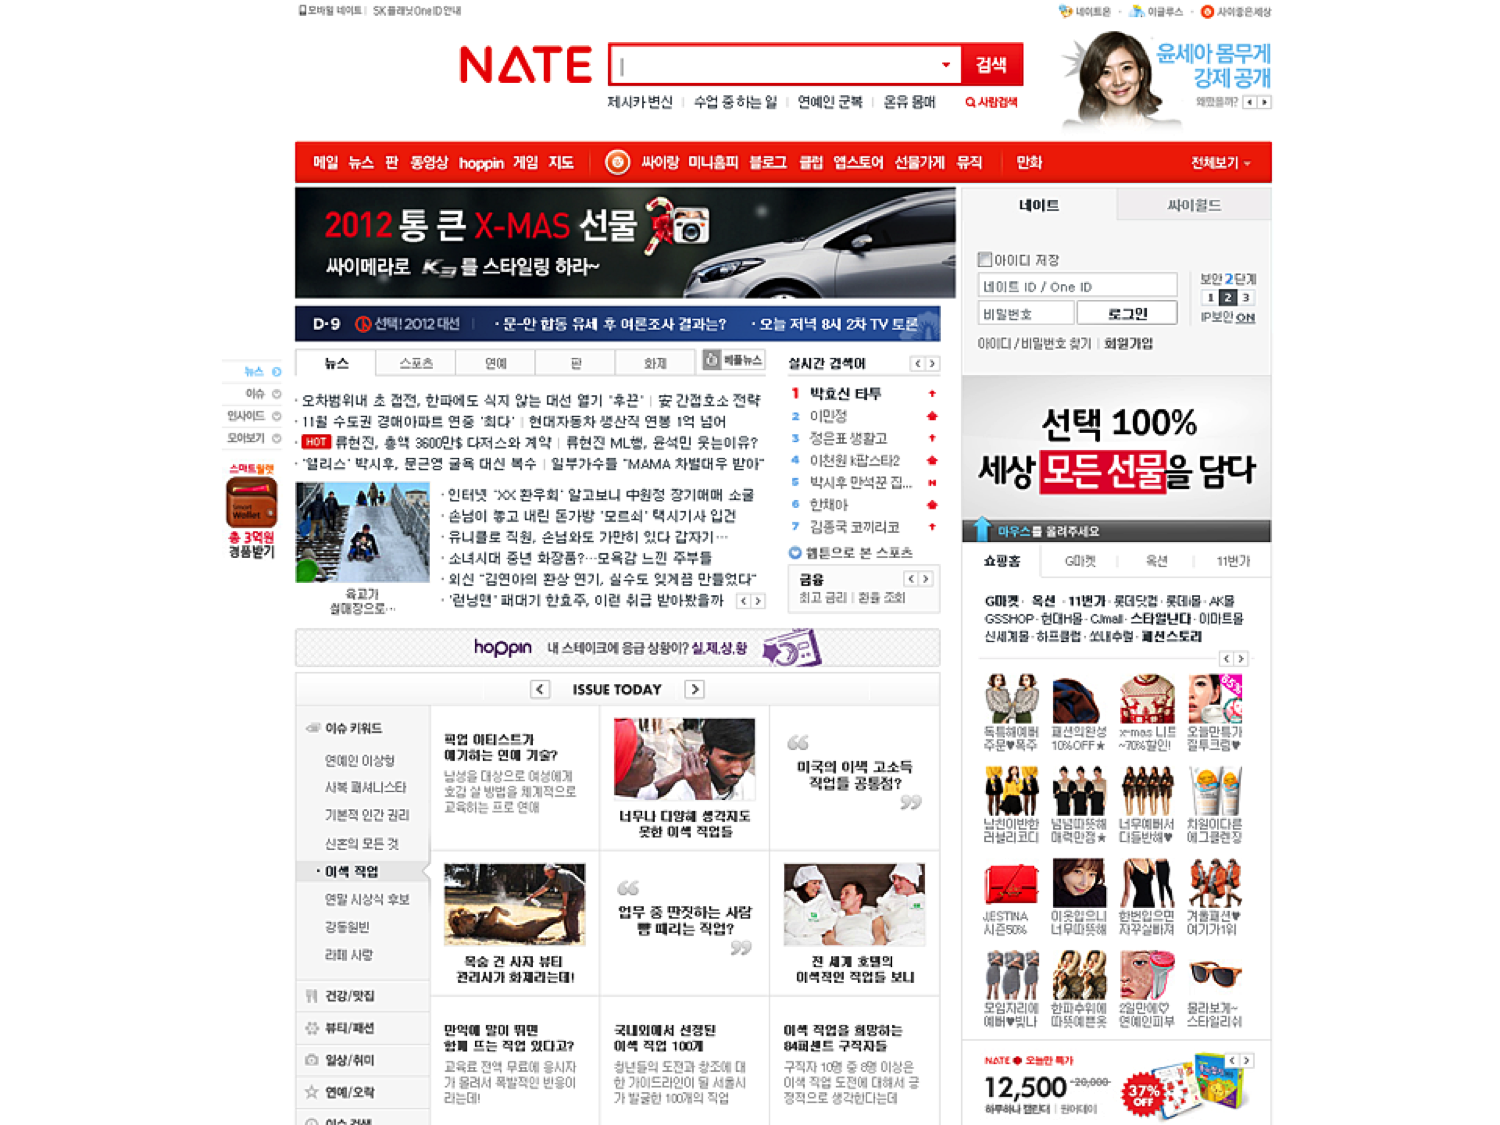 모바일 네이트 | SK플래닛 One ID 안내
네이트온 · 이글루스 · 사이좋은세상
NATE
검색
제시카 변신 | 수업 중 하는 일 | 연예인 군복 | 온유 몸매
사람검색
윤세아 몸무게
강제 공개
왜했을까?
메일 뉴스 판 동영상 hoppin 게임 지도 싸이랑 미니홈피 블로그 클럽 앱스토어 선물가게 뮤직 만화 전체보기
2012 통 큰 X-MAS 선물
싸이메라로 K3를 스타일링 하라~
네이트 싸이월드
아이디 저장
네이트 ID / One ID
비밀번호 로그인
보안 2단계
1 2 3
IP보안 ON
아이디/비밀번호 찾기 | 회원가입
D-9 선택! 2012 대선 · 문-안 합동 유세 후 여론조사 결과는? · 오늘 저녁 8시 2차 TV 토론
뉴스 스포츠 연예 판 화제 베플뉴스
뉴스
이슈
인사이드
모아보기
스마트월렛
Smart
Wallet
총 3억원
경품받기
· 오차범위내 초 접전, 한파에도 식지 않는 대선 열기 "후끈" | 安 간접호소 전략
· 11월 수도권 경매아파트 연중 '최다' | 현대자동차 생산직 연봉 1억 넘어
· HOT 류현진, 총액 3600만$ 다저스와 계약 | 류현진 ML행, 윤석민 웃는이유?
· '앨리스' 박시후, 문근영 굴욕 대신 복수 | 일부가수들 "MAMA 차별대우 받아"
육교가
썰매장으로…
· 인터넷 'XX 환우회' 알고보니 中원정 장기매매 소굴
· 손님이 놓고 내린 돈가방 '모르쇠' 택시기사 입건
· 유니클로 직원, 손님와도 가만히 있다 갑자기…
· 소녀시대 중년 화장품?…모욕감 느낀 주부들
· 외신 "김연아의 환상 연기, 실수도 잊게끔 만들었다"
· '런닝맨' 패대기 한효주, 이런 취급 받아봤을까
실시간 검색어
1 박효신 타투
2 이민정
3 정은표 생활고
4 이천원 k팝스타2
5 박시후 만석꾼 집...
6 한채아
7 김종국 코끼리코
웹툰으로 본 스포츠
금융
최고 금리 | 환율 조회
선택 100%
세상 모든 선물을 담다
마우스를 올려주세요
쇼핑홈 G마켓 옥션 11번가
G마켓 · 옥션 · 11번가 · 롯데닷컴 · 롯데i몰 · AK몰
GSSHOP · 현대H몰 · CJmall · 스타일난다 · 이마트몰
신세계몰 · 하프클럽 · 쏘내추럴 · 패션스토리
hoppin 내 스테이크에 응급 상황이? 실.제.상.황
ISSUE TODAY
이슈 키워드
연예인 이상형
사복 패셔니스타
기본적 인간 권리
신혼의 모든 것
· 이색 직업
연말 시상식 후보
강동원빈
라떼 사랑
건강/맛집
뷰티/패션
일상/취미
연예/오락
이슈 검색
픽업 아티스트가
얘기하는 연애 기술?
남성을 대상으로 여성에게
호감 살 방법을 체계적으로
교육하는 프로 연애
너무나 다양해 생각지도
못한 이색 직업들
미국의 이색 고소득
직업들 공통점?
목숨 건 사자 뷰티
관리사가 화제라는데!
업무 중 딴짓하는 사람
뺨 때리는 직업?
전 세계 호텔의
이색적인 직업들 보니
만약에 말이 뛰면
함께 뜨는 직업 있다고?
교육료 전액 무료에 응시자
가 몰려서 폭발적인 반응이
라는데!
국내외에서 선정된
이색 직업 100개
청년들의 도전과 창조에 대
한 가이드라인이 될 서울시
가 발굴한 100개의 직업
이색 직업을 희망하는
84퍼센트 구직자들
구직자 10명 중 8명 이상은
이색 직업 도전에 대해서 긍
정적으로 생각한다는데
65%
독특해예뻐
주문♥폭주
패션의완성
10%OFF★
x-mas 니트
~70%할인!
오늘만특가
질투크림♥
남친이반한
러블리코디
넘넘따뜻해
매력만점★
너무예뻐서
다들반해♥
차원이다른
에그클렌징
J.ESTINA
시즌50%
이옷입으니
너무따뜻해
한번입으면
자꾸살빠져
겨울패션♥
여기가1위
모임자리에
예뻐♥빛나
한파추위에
따뜻예쁜옷
2일만에♡
연예인피부
몰라보게~
스타일리쉬
NATE 오늘만 특가
12,500 20,000
하루하나 캘린더 | 원어데이
37%
OFF